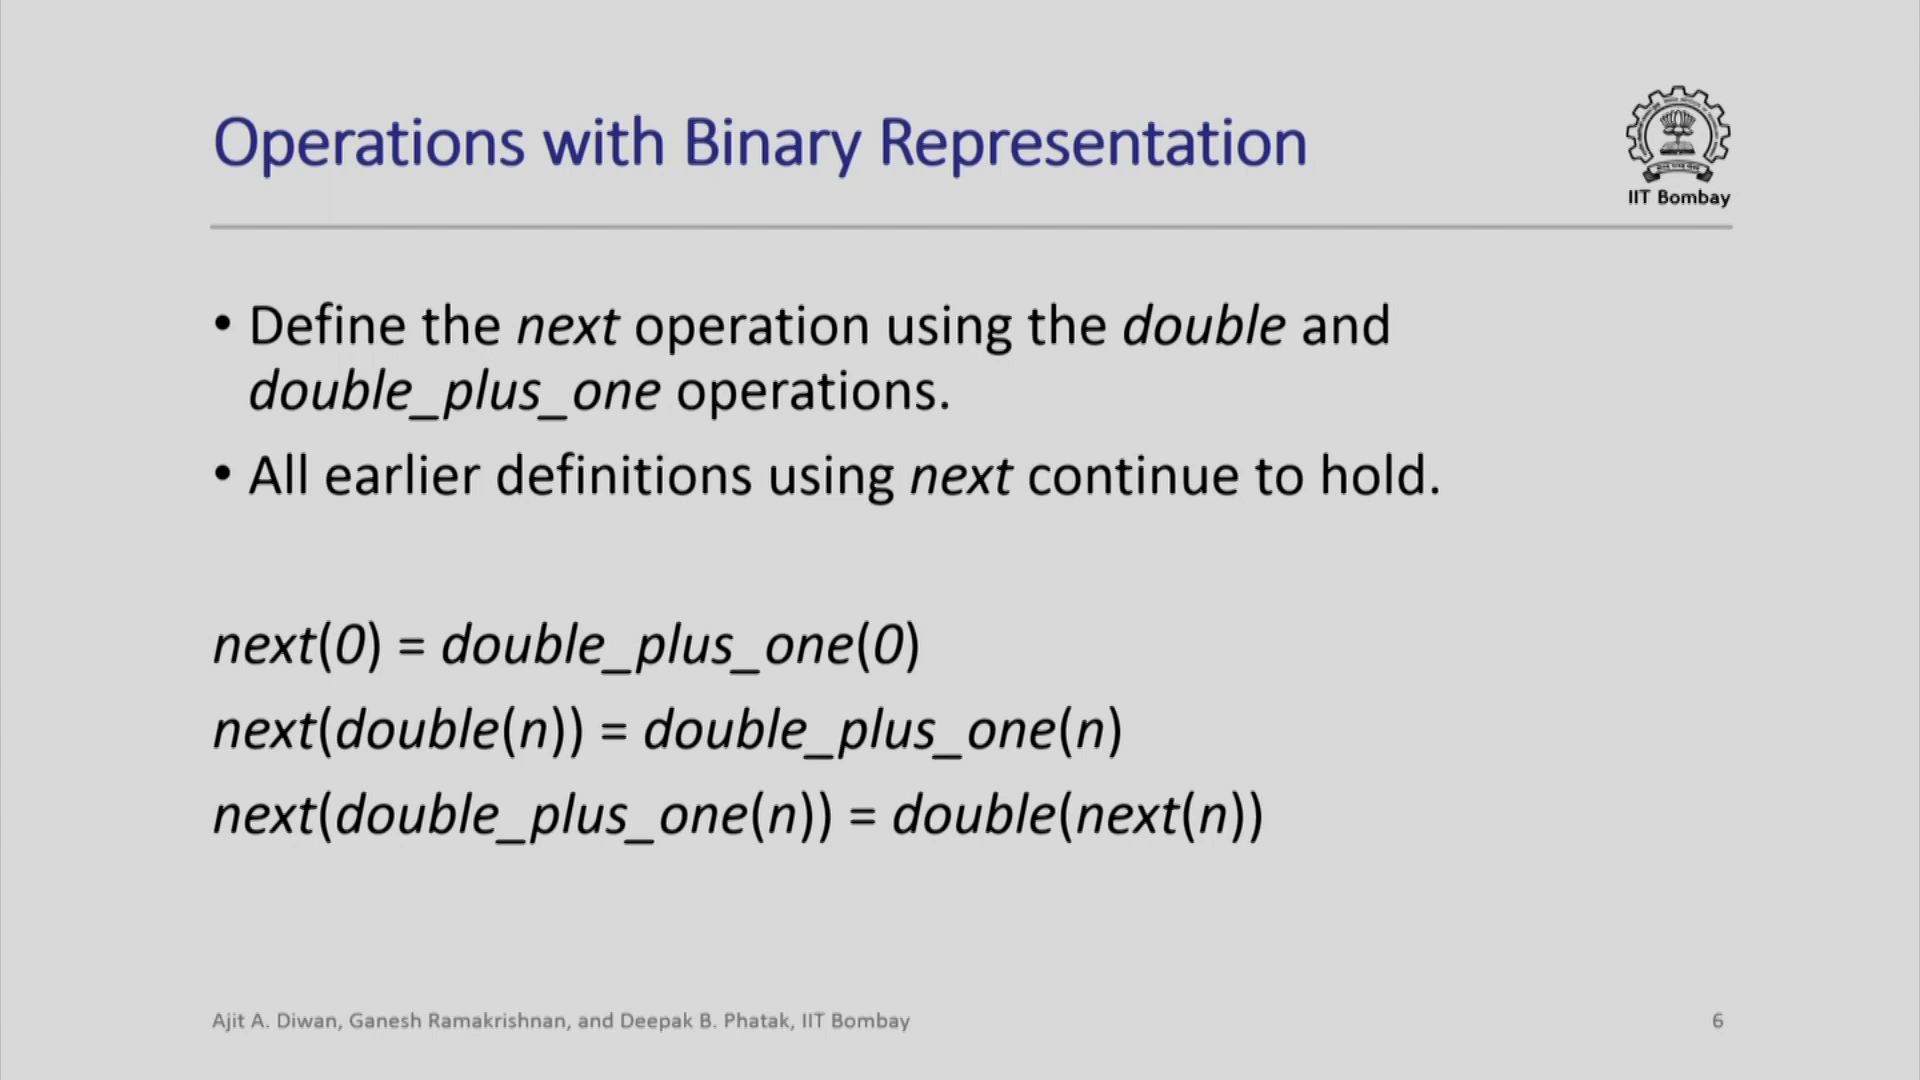 Operations with Binary Representation
IIT Bombay
• Define the next operation using the double and
double_plus_one operations.
• All earlier definitions using next continue to hold.
next(0) = double_plus_one(0)
next(double(n)) = double_plus_one(n)
next(double_plus_one(n)) = double(next(n))
Ajit A. Diwan, Ganesh Ramakrishnan, and Deepak B. Phatak, IIT Bombay
6